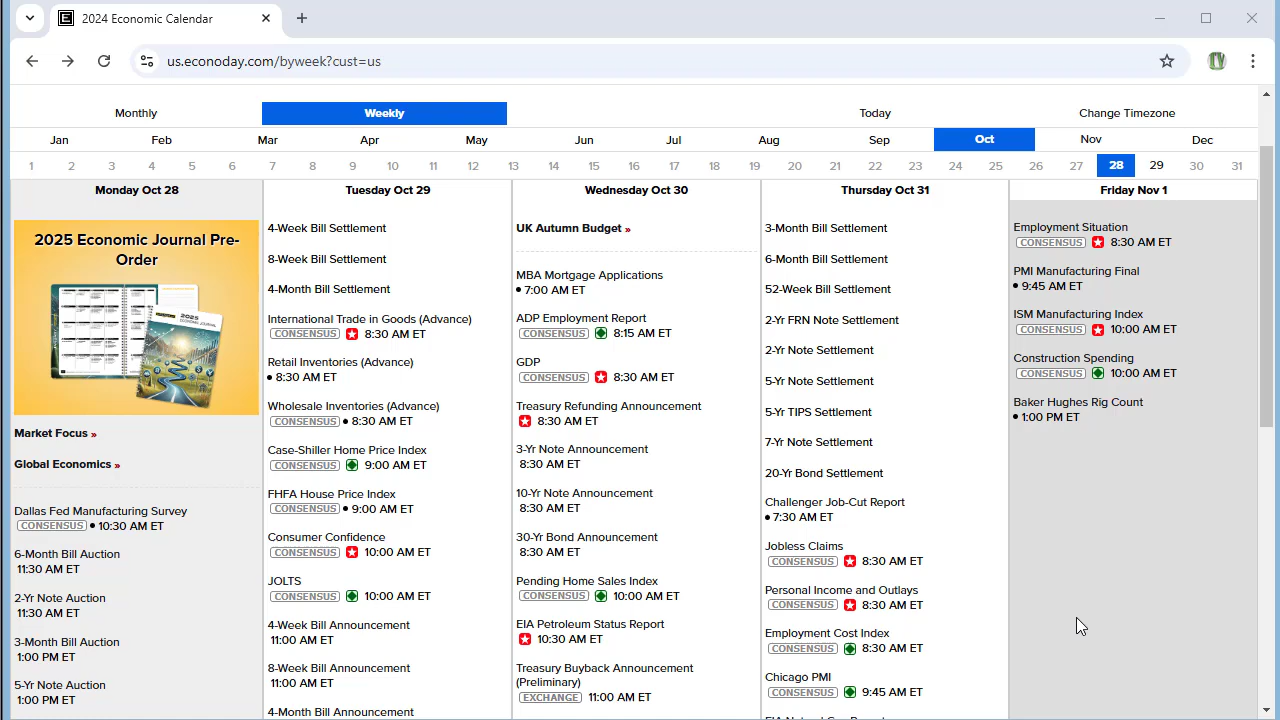 2024 Economic Calendar
us.econoday.com/byweek?cust=us
Monthly Weekly Today Change Timezone
Jan Feb Mar Apr May Jun Jul Aug Sep Oct Nov Dec
1 2 3 4 5 6 7 8 9 10 11 12 13 14 15 16 17 18 19 20 21 22 23 24 25 26 27 28 29 30 31
Monday Oct 28
2025 Economic Journal Pre-
Order
2025
Market Focus »
Global Economics »
Dallas Fed Manufacturing Survey
CONSENSUS 10:30 AM ET
6-Month Bill Auction
11:30 AM ET
2-Yr Note Auction
11:30 AM ET
3-Month Bill Auction
1:00 PM ET
5-Yr Note Auction
1:00 PM ET
Tuesday Oct 29
4-Week Bill Settlement
8-Week Bill Settlement
4-Month Bill Settlement
International Trade in Goods (Advance)
CONSENSUS 8:30 AM ET
Retail Inventories (Advance)
8:30 AM ET
Wholesale Inventories (Advance)
CONSENSUS 8:30 AM ET
Case-Shiller Home Price Index
CONSENSUS 9:00 AM ET
FHFA House Price Index
CONSENSUS 9:00 AM ET
Consumer Confidence
CONSENSUS 10:00 AM ET
JOLTS
CONSENSUS 10:00 AM ET
4-Week Bill Announcement
11:00 AM ET
8-Week Bill Announcement
11:00 AM ET
4-Month Bill Announcement
Wednesday Oct 30
UK Autumn Budget »
MBA Mortgage Applications
7:00 AM ET
ADP Employment Report
CONSENSUS 8:15 AM ET
GDP
CONSENSUS 8:30 AM ET
Treasury Refunding Announcement
8:30 AM ET
3-Yr Note Announcement
8:30 AM ET
10-Yr Note Announcement
8:30 AM ET
30-Yr Bond Announcement
8:30 AM ET
Pending Home Sales Index
CONSENSUS 10:00 AM ET
EIA Petroleum Status Report
10:30 AM ET
Treasury Buyback Announcement
(Preliminary)
EXCHANGE 11:00 AM ET
Thursday Oct 31
3-Month Bill Settlement
6-Month Bill Settlement
52-Week Bill Settlement
2-Yr FRN Note Settlement
2-Yr Note Settlement
5-Yr Note Settlement
5-Yr TIPS Settlement
7-Yr Note Settlement
20-Yr Bond Settlement
Challenger Job-Cut Report
7:30 AM ET
Jobless Claims
CONSENSUS 8:30 AM ET
Personal Income and Outlays
CONSENSUS 8:30 AM ET
Employment Cost Index
CONSENSUS 8:30 AM ET
Chicago PMI
CONSENSUS 9:45 AM ET
Friday Nov 1
Employment Situation
CONSENSUS 8:30 AM ET
PMI Manufacturing Final
9:45 AM ET
ISM Manufacturing Index
CONSENSUS 10:00 AM ET
Construction Spending
CONSENSUS 10:00 AM ET
Baker Hughes Rig Count
1:00 PM ET